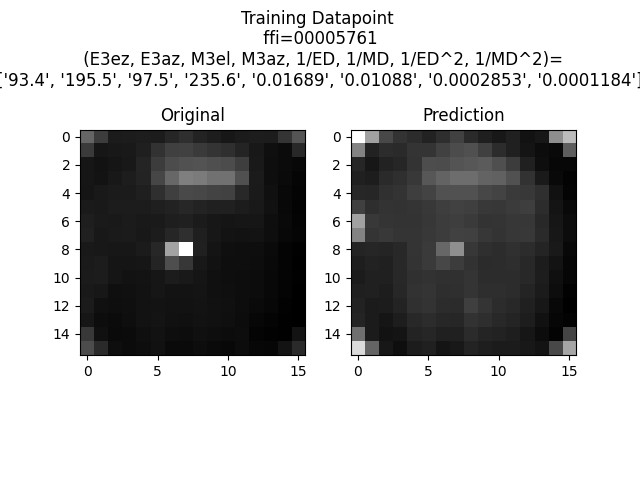 Training Datapoint
ffi=00005761
(E3ez, E3az, M3el, M3az, 1/ED, 1/MD, 1/ED^2, 1/MD^2)=
['93.4', '195.5', '97.5', '235.6', '0.01689', '0.01088', '0.0002853', '0.0001184']
Original Prediction
0 0
2 2
4 4
6 6
8 8
10 10
12 12
14 14
0 5 10 15 0 5 10 15